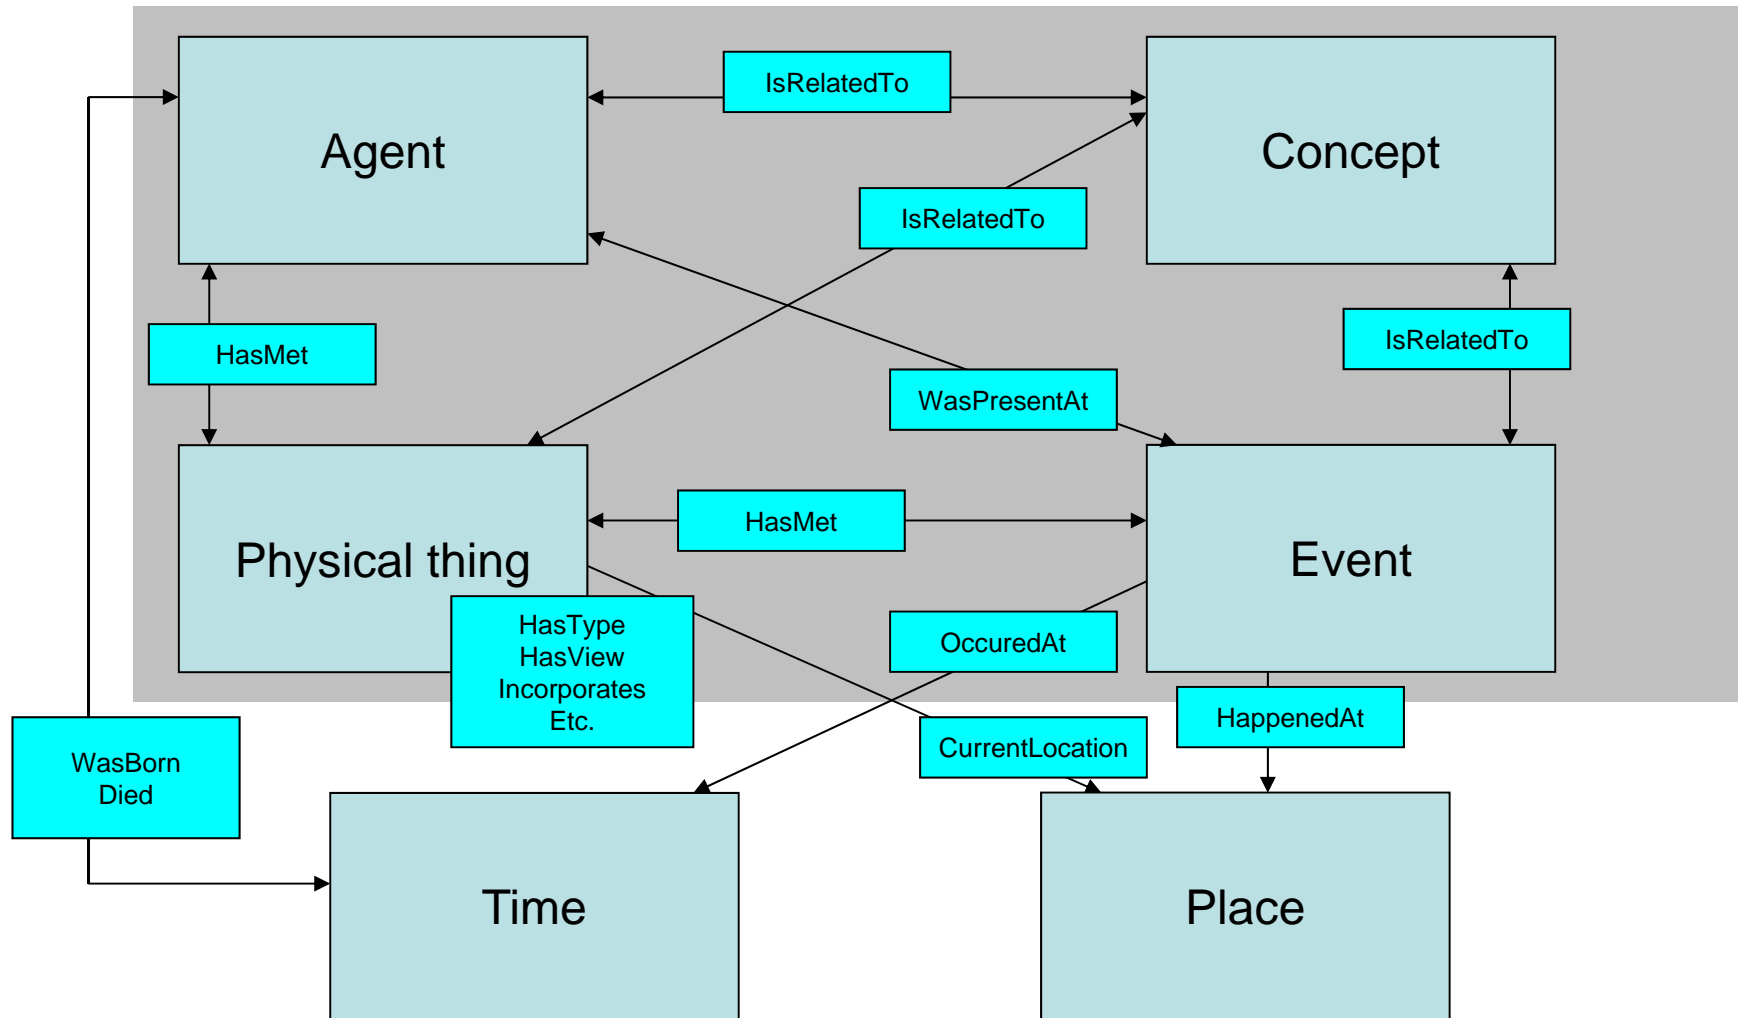 IsRelatedTo
Agent
Concept
IsRelatedTo
HasMet
IsRelatedTo
WasPresentAt
HasMet
Physical thing
Event
HasType
HasView
Incorporates
Etc.
OccuredAt
HappenedAt
CurrentLocation
WasBorn
Died
Time
Place